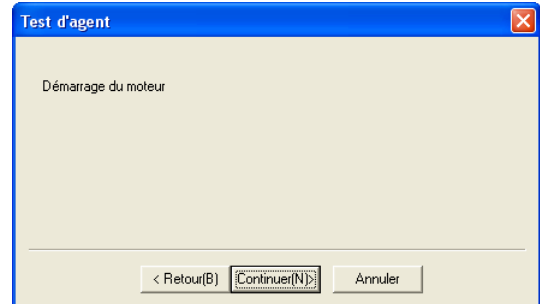 Test d'agent
Démarrage du moteur
< Retour(B) Continuer(N)> Annuler